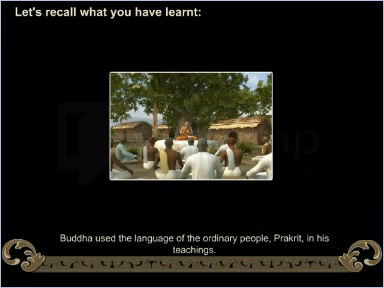 Let's recall what you have learnt:
Buddha used the language of the ordinary people, Prakrit, in his
teachings.